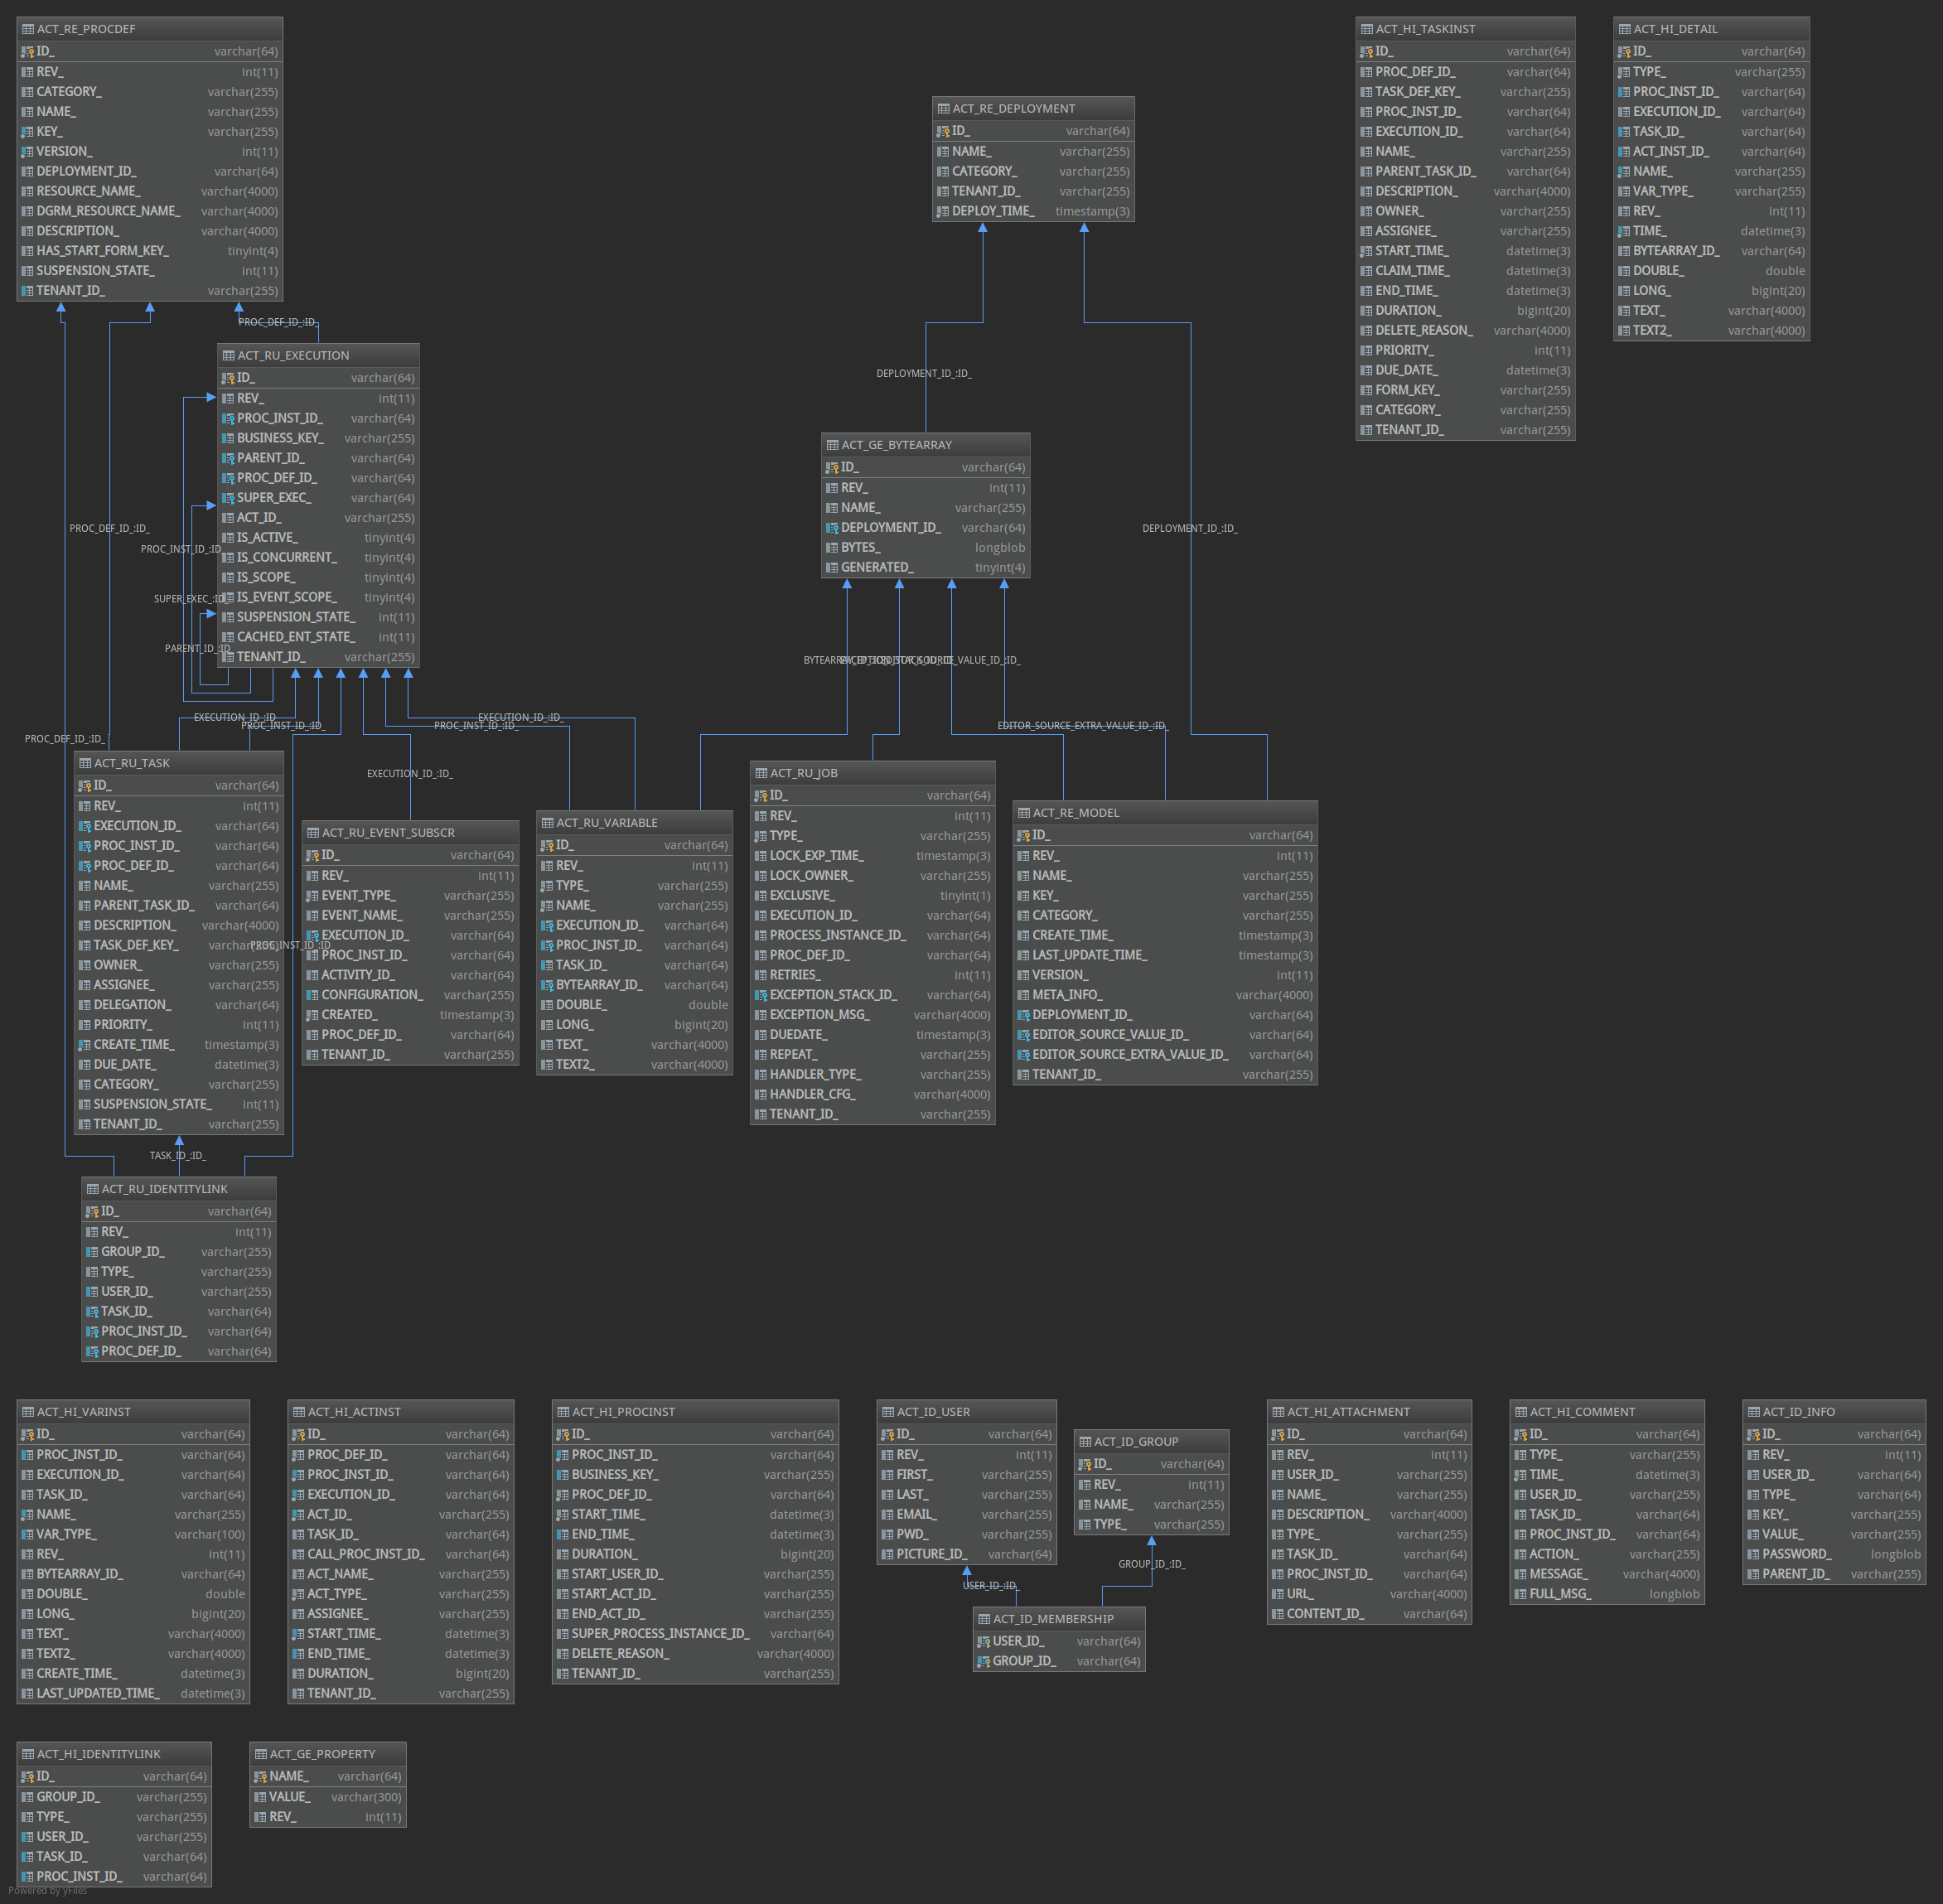 ACT_RE_PROCDEF
ID_ varchar(64)
REV_ int(11)
CATEGORY_ varchar(255)
NAME_ varchar(255)
KEY_ varchar(255)
VERSION_ int(11)
DEPLOYMENT_ID_ varchar(64)
RESOURCE_NAME_ varchar(4000)
DGRM_RESOURCE_NAME_ varchar(4000)
DESCRIPTION_ varchar(4000)
HAS_START_FORM_KEY_ tinyint(4)
SUSPENSION_STATE_ int(11)
TENANT_ID_ varchar(255)
ACT_RE_DEPLOYMENT
ID_ varchar(64)
NAME_ varchar(255)
CATEGORY_ varchar(255)
TENANT_ID_ varchar(255)
DEPLOY_TIME_ timestamp(3)
ACT_HI_TASKINST
ID_ varchar(64)
PROC_DEF_ID_ varchar(64)
TASK_DEF_KEY_ varchar(255)
PROC_INST_ID_ varchar(64)
EXECUTION_ID_ varchar(64)
NAME_ varchar(255)
PARENT_TASK_ID_ varchar(64)
DESCRIPTION_ varchar(4000)
OWNER_ varchar(255)
ASSIGNEE_ varchar(255)
START_TIME_ datetime(3)
CLAIM_TIME_ datetime(3)
END_TIME_ datetime(3)
DURATION_ bigint(20)
DELETE_REASON_ varchar(4000)
PRIORITY_ int(11)
DUE_DATE_ datetime(3)
FORM_KEY_ varchar(255)
CATEGORY_ varchar(255)
TENANT_ID_ varchar(255)
ACT_HI_DETAIL
ID_ varchar(64)
TYPE_ varchar(255)
PROC_INST_ID_ varchar(64)
EXECUTION_ID_ varchar(64)
TASK_ID_ varchar(64)
ACT_INST_ID_ varchar(64)
NAME_ varchar(255)
VAR_TYPE_ varchar(255)
REV_ int(11)
TIME_ datetime(3)
BYTEARRAY_ID_ varchar(64)
DOUBLE_ double
LONG_ bigint(20)
TEXT_ varchar(4000)
TEXT2_ varchar(4000)
PROC_DEF_ID_:ID_
ACT_RU_EXECUTION
ID_ varchar(64)
REV_ int(11)
PROC_INST_ID_ varchar(64)
BUSINESS_KEY_ varchar(255)
PARENT_ID_ varchar(64)
PROC_DEF_ID_ varchar(64)
SUPER_EXEC_ varchar(64)
ACT_ID_ varchar(255)
IS_ACTIVE_ tinyint(4)
IS_CONCURRENT_ tinyint(4)
IS_SCOPE_ tinyint(4)
IS_EVENT_SCOPE_ tinyint(4)
SUSPENSION_STATE_ int(11)
CACHED_ENT_STATE_ int(11)
TENANT_ID_ varchar(255)
PROC_DEF_ID_:ID_
PROC_INST_ID_:ID_
SUPER_EXEC_:ID_
PARENT_ID_:ID_
DEPLOYMENT_ID_:ID_
ACT_GE_BYTEARRAY
ID_ varchar(64)
REV_ int(11)
NAME_ varchar(255)
DEPLOYMENT_ID_ varchar(64)
BYTES_ longblob
GENERATED_ tinyint(4)
DEPLOYMENT_ID_:ID_
EXECUTION_ID_:ID_
PROC_INST_ID_:ID_
PROC_INST_ID_:ID_
EXECUTION_ID_:ID_
EDITOR_SOURCE_EXTRA_VALUE_ID_:ID_
PROC_DEF_ID_:ID_
EXECUTION_ID_:ID_
ACT_RU_TASK
ID_ varchar(64)
REV_ int(11)
EXECUTION_ID_ varchar(64)
PROC_INST_ID_ varchar(64)
PROC_DEF_ID_ varchar(64)
NAME_ varchar(255)
PARENT_TASK_ID_ varchar(64)
DESCRIPTION_ varchar(4000)
TASK_DEF_KEY_ varchar(255)
OWNER_ varchar(255)
ASSIGNEE_ varchar(255)
DELEGATION_ varchar(64)
PRIORITY_ int(11)
CREATE_TIME_ timestamp(3)
DUE_DATE_ datetime(3)
CATEGORY_ varchar(255)
SUSPENSION_STATE_ int(11)
TENANT_ID_ varchar(255)
PROC_INST_ID_:ID_
ACT_RU_EVENT_SUBSCR
ID_ varchar(64)
REV_ int(11)
EVENT_TYPE_ varchar(255)
EVENT_NAME_ varchar(255)
EXECUTION_ID_ varchar(64)
PROC_INST_ID_ varchar(64)
ACTIVITY_ID_ varchar(64)
CONFIGURATION_ varchar(255)
CREATED_ timestamp(3)
PROC_DEF_ID_ varchar(64)
TENANT_ID_ varchar(255)
ACT_RU_VARIABLE
ID_ varchar(64)
REV_ int(11)
TYPE_ varchar(255)
NAME_ varchar(255)
EXECUTION_ID_ varchar(64)
PROC_INST_ID_ varchar(64)
TASK_ID_ varchar(64)
BYTEARRAY_ID_ varchar(64)
DOUBLE_ double
LONG_ bigint(20)
TEXT_ varchar(4000)
TEXT2_ varchar(4000)
ACT_RU_JOB
ID_ varchar(64)
REV_ int(11)
TYPE_ varchar(255)
LOCK_EXP_TIME_ timestamp(3)
LOCK_OWNER_ varchar(255)
EXCLUSIVE_ tinyint(1)
EXECUTION_ID_ varchar(64)
PROCESS_INSTANCE_ID_ varchar(64)
PROC_DEF_ID_ varchar(64)
RETRIES_ int(11)
EXCEPTION_STACK_ID_ varchar(64)
EXCEPTION_MSG_ varchar(4000)
DUEDATE_ timestamp(3)
REPEAT_ varchar(255)
HANDLER_TYPE_ varchar(255)
HANDLER_CFG_ varchar(4000)
TENANT_ID_ varchar(255)
ACT_RE_MODEL
ID_ varchar(64)
REV_ int(11)
NAME_ varchar(255)
KEY_ varchar(255)
CATEGORY_ varchar(255)
CREATE_TIME_ timestamp(3)
LAST_UPDATE_TIME_ timestamp(3)
VERSION_ int(11)
META_INFO_ varchar(4000)
DEPLOYMENT_ID_ varchar(64)
EDITOR_SOURCE_VALUE_ID_ varchar(64)
EDITOR_SOURCE_EXTRA_VALUE_ID_ varchar(64)
TENANT_ID_ varchar(255)
TASK_ID_:ID_
ACT_RU_IDENTITYLINK
ID_ varchar(64)
REV_ int(11)
GROUP_ID_ varchar(255)
TYPE_ varchar(255)
USER_ID_ varchar(255)
TASK_ID_ varchar(64)
PROC_INST_ID_ varchar(64)
PROC_DEF_ID_ varchar(64)
ACT_HI_VARINST
ID_ varchar(64)
PROC_INST_ID_ varchar(64)
EXECUTION_ID_ varchar(64)
TASK_ID_ varchar(64)
NAME_ varchar(255)
VAR_TYPE_ varchar(100)
REV_ int(11)
BYTEARRAY_ID_ varchar(64)
DOUBLE_ double
LONG_ bigint(20)
TEXT_ varchar(4000)
TEXT2_ varchar(4000)
CREATE_TIME_ datetime(3)
LAST_UPDATED_TIME_ datetime(3)
ACT_HI_ACTINST
ID_ varchar(64)
PROC_DEF_ID_ varchar(64)
PROC_INST_ID_ varchar(64)
EXECUTION_ID_ varchar(64)
ACT_ID_ varchar(255)
TASK_ID_ varchar(64)
CALL_PROC_INST_ID_ varchar(64)
ACT_NAME_ varchar(255)
ACT_TYPE_ varchar(255)
ASSIGNEE_ varchar(255)
START_TIME_ datetime(3)
END_TIME_ datetime(3)
DURATION_ bigint(20)
TENANT_ID_ varchar(255)
ACT_HI_PROCINST
ID_ varchar(64)
PROC_INST_ID_ varchar(64)
BUSINESS_KEY_ varchar(255)
PROC_DEF_ID_ varchar(64)
START_TIME_ datetime(3)
END_TIME_ datetime(3)
DURATION_ bigint(20)
START_USER_ID_ varchar(255)
START_ACT_ID_ varchar(255)
END_ACT_ID_ varchar(255)
SUPER_PROCESS_INSTANCE_ID_ varchar(64)
DELETE_REASON_ varchar(4000)
TENANT_ID_ varchar(255)
ACT_ID_USER
ID_ varchar(64)
REV_ int(11)
FIRST_ varchar(255)
LAST_ varchar(255)
EMAIL_ varchar(255)
PWD_ varchar(255)
PICTURE_ID_ varchar(64)
ACT_ID_GROUP
ID_ varchar(64)
REV_ int(11)
NAME_ varchar(255)
TYPE_ varchar(255)
GROUP_ID_:ID_
USER_ID_:ID_
ACT_ID_MEMBERSHIP
USER_ID_ varchar(64)
GROUP_ID_ varchar(64)
ACT_HI_ATTACHMENT
ID_ varchar(64)
REV_ int(11)
USER_ID_ varchar(255)
NAME_ varchar(255)
DESCRIPTION_ varchar(4000)
TYPE_ varchar(255)
TASK_ID_ varchar(64)
PROC_INST_ID_ varchar(64)
URL_ varchar(4000)
CONTENT_ID_ varchar(64)
ACT_HI_COMMENT
ID_ varchar(64)
TYPE_ varchar(255)
TIME_ datetime(3)
USER_ID_ varchar(255)
TASK_ID_ varchar(64)
PROC_INST_ID_ varchar(64)
ACTION_ varchar(255)
MESSAGE_ varchar(4000)
FULL_MSG_ longblob
ACT_ID_INFO
ID_ varchar(64)
REV_ int(11)
USER_ID_ varchar(64)
TYPE_ varchar(64)
KEY_ varchar(255)
VALUE_ varchar(255)
PASSWORD_ longblob
PARENT_ID_ varchar(255)
ACT_HI_IDENTITYLINK
ID_ varchar(64)
GROUP_ID_ varchar(255)
TYPE_ varchar(255)
USER_ID_ varchar(255)
TASK_ID_ varchar(64)
PROC_INST_ID_ varchar(64)
ACT_GE_PROPERTY
NAME_ varchar(64)
VALUE_ varchar(300)
REV_ int(11)
Powered by yFiles